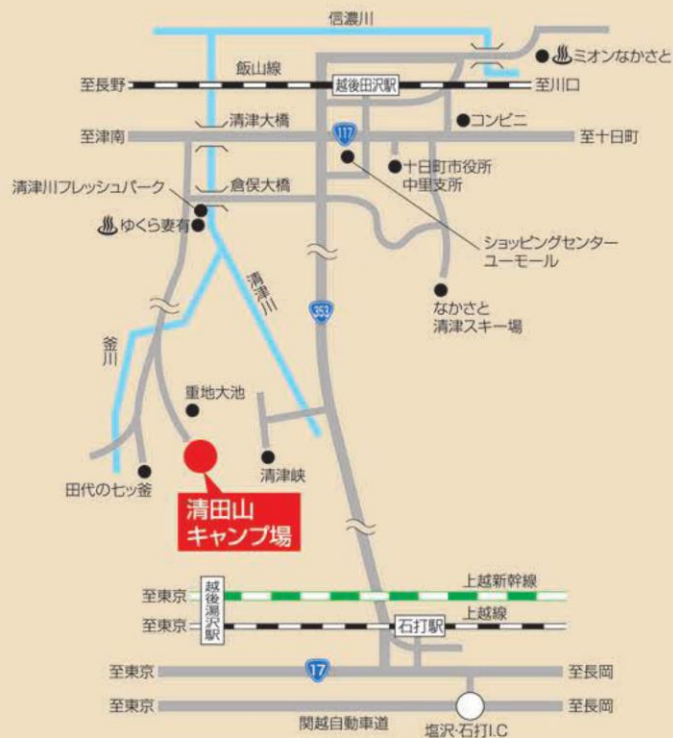 信濃川
ミオンなかさと
飯山線
至長野
越後田沢駅
至川口
清津大橋
コンビニ
至津南
117
至十日町
十日町市役所
中里支所
清津川フレッシュパーク
倉俣大橋
ゆくら妻有
ショッピングセンター
ユーモール
清津川
なかさと
清津スキー場
353
釜川
重地大池
清津峡
田代の七ッ釜
清田山
キャンプ場
上越新幹線
至東京
越後湯沢駅
上越線
至東京
石打駅
至東京
17
至長岡
至東京
関越自動車道
至長岡
塩沢・石打I.C